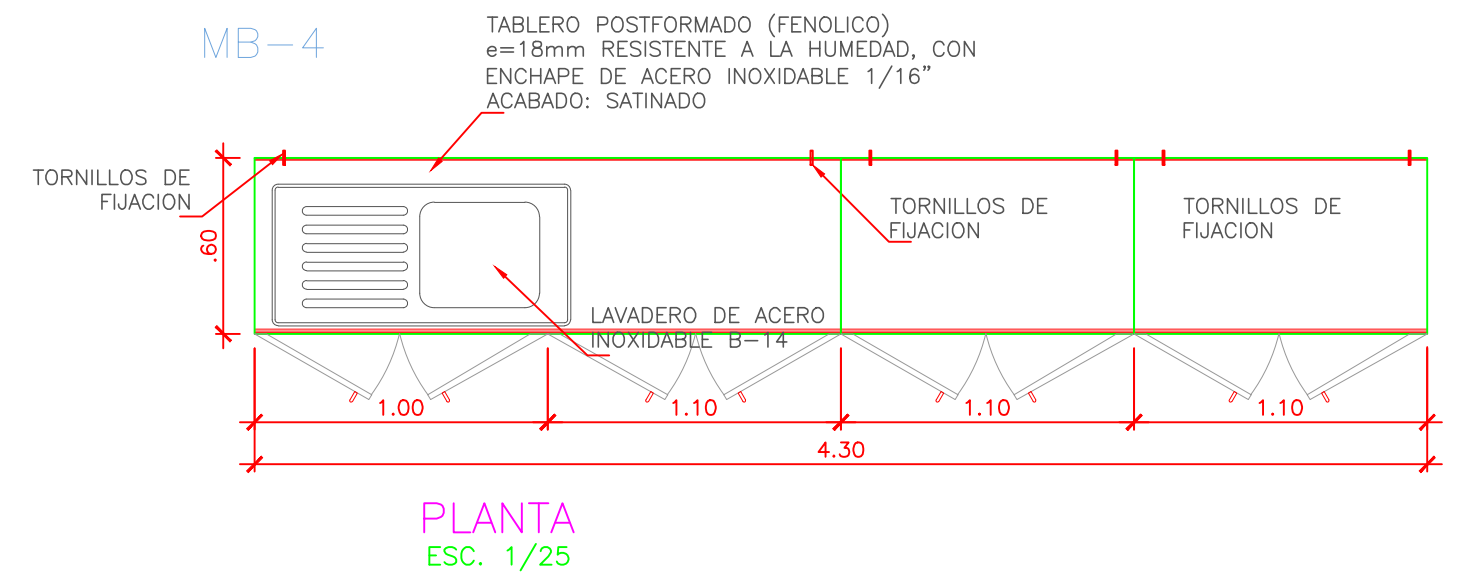 MB-4
TABLERO POSTFORMADO (FENOLICO)
e=18mm RESISTENTE A LA HUMEDAD, CON
ENCHAPE DE ACERO INOXIDABLE 1/16”
ACABADO: SATINADO
TORNILLOS DE
FIJACION
.60
TORNILLOS DE
FIJACION
TORNILLOS DE
FIJACION
LAVADERO DE ACERO
INOXIDABLE B-14
1.00
1.10
1.10
1.10
4.30
PLANTA
ESC. 1/25